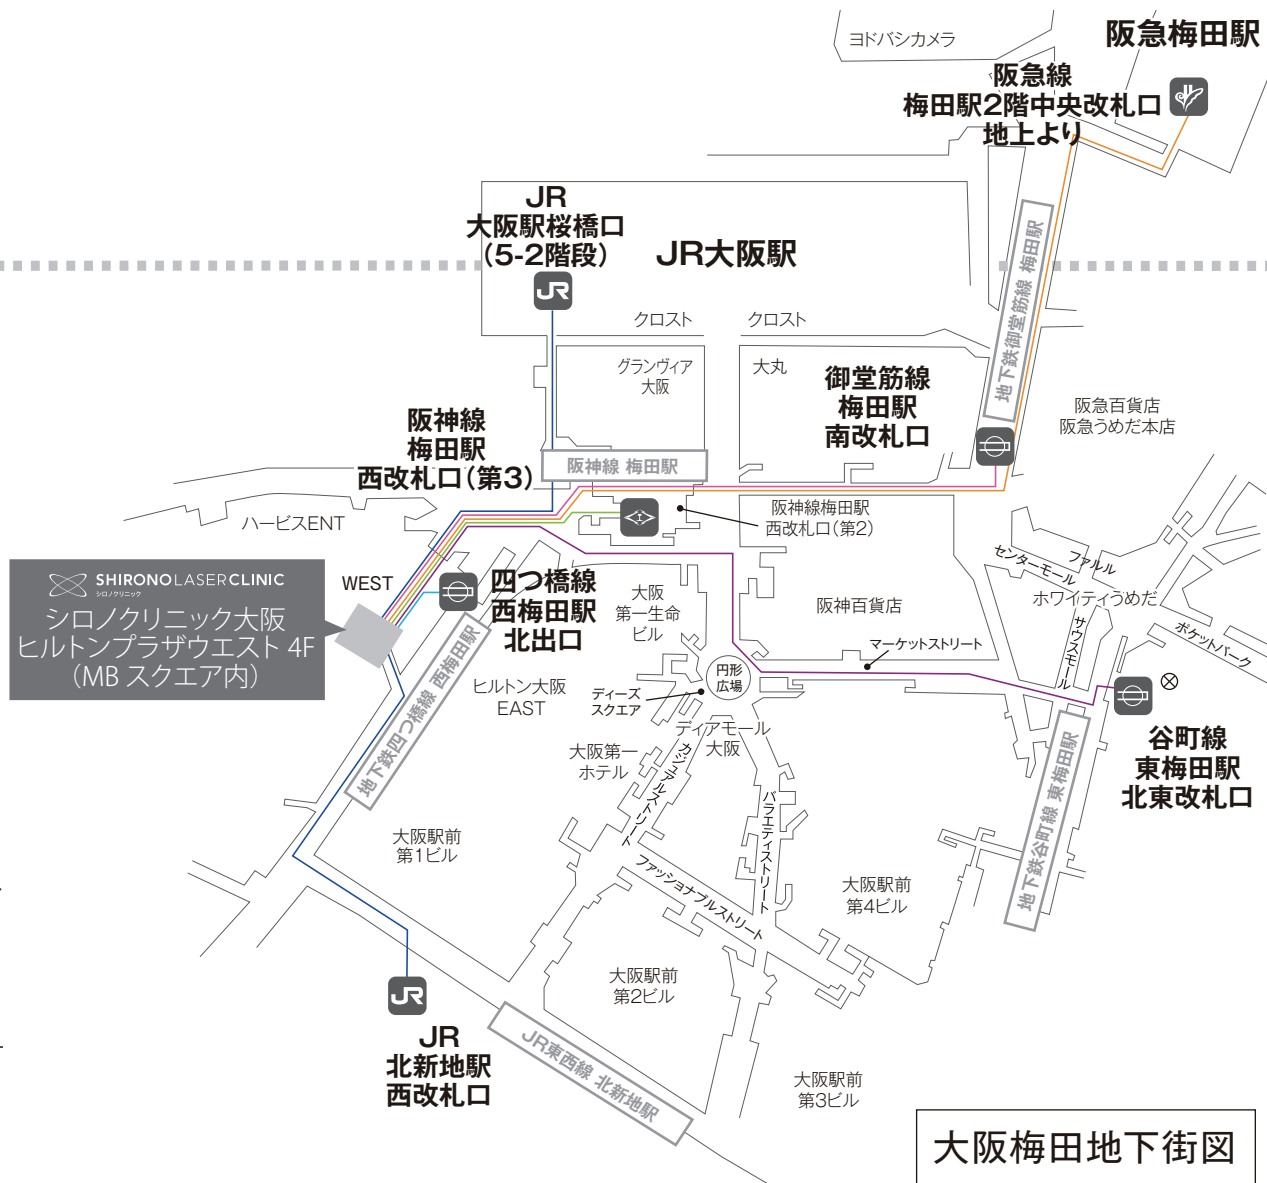 ヨドバシカメラ
阪急梅田駅
阪急線
梅田駅2階中央改札口
地上より
JR
大阪駅桜橋口
（5-2階段）
JR
JR大阪駅
地下鉄御堂筋線 梅田駅
クロスト
クロスト
グランヴィア
大阪
大丸
御堂筋線
梅田駅
南改札口
阪急百貨店
阪急うめだ本店
阪神線
梅田駅
西改札口（第3）
阪神線 梅田駅
阪神線梅田駅
西改札口（第2）
ハービスENT
SHIRONO LASER CLINIC
シロノクリニック
シロノクリニック大阪
ヒルトンプラザウエスト 4F
（MB スクエア内）
WEST
四つ橋線
西梅田駅
北出口
地下鉄四つ橋線 西梅田駅
大阪
第一生命
ビル
阪神百貨店
センターモール
ファルル
ホワイティうめだ
サウスモール
ポケットパーク
マーケットストリート
円形
広場
ヒルトン大阪
EAST
ディーズ
スクエア
ディアモール
大阪
大阪第一
ホテル
カジュアルストリート
バラエティストリート
ファッショナブルストリート
谷町線
東梅田駅
北東改札口
地下鉄谷町線 東梅田駅
大阪駅前
第1ビル
大阪駅前
第4ビル
大阪駅前
第2ビル
JR
JR
北新地駅
西改札口
JR東西線 北新地駅
大阪駅前
第3ビル
大阪梅田地下街図